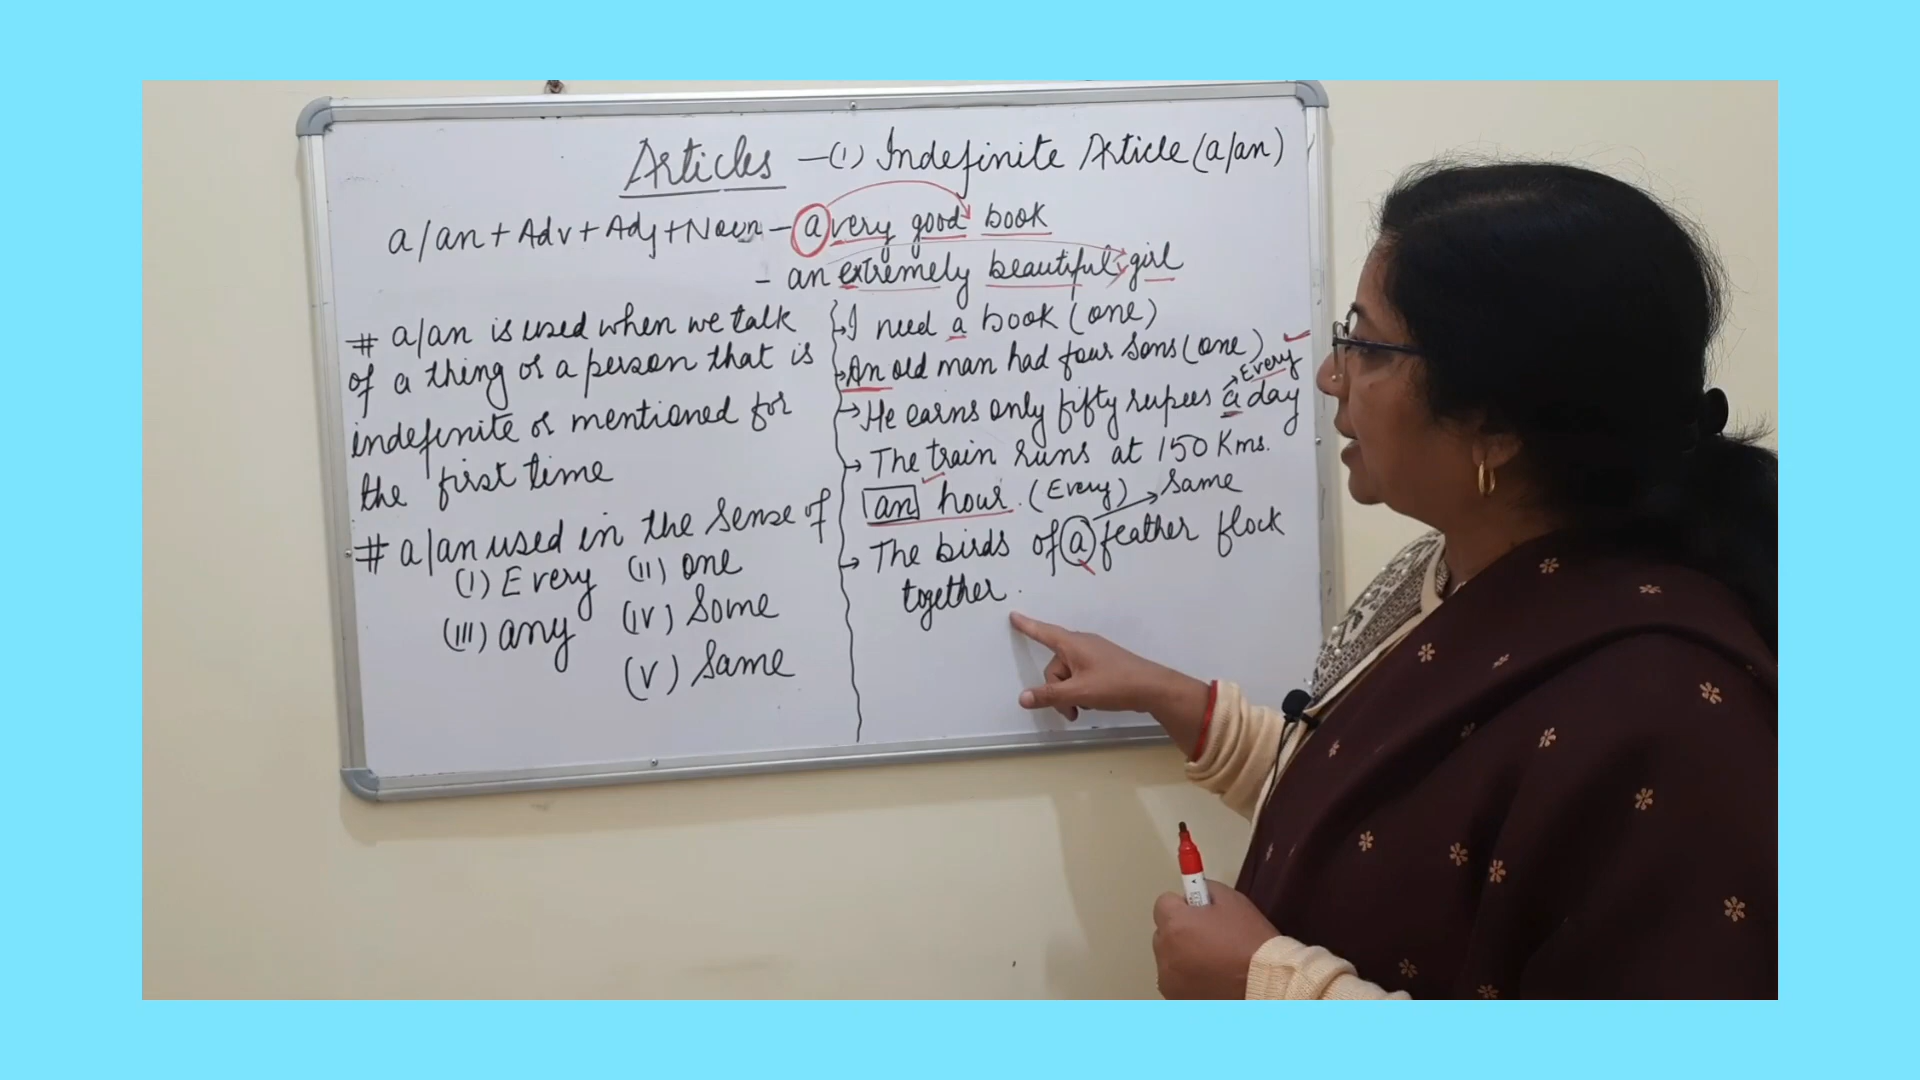 Articles – (1) Indefinite Article (a/an)
a/an + Adv + Adj + Noun – a very good book
– an extremely beautiful girl
# a/an is used when we talk
of a thing or a person that is
indefinite or mentioned for
the first time
# a/an used in the sense of
(I) Every (II) one
(III) any (IV) Some
(V) Same
→ I need a book (one)
→ An old man had four sons (one)
→ Every
→ He earns only fifty rupees a day
→ The train runs at 150 Kms.
an hour. (Every) → Same
→ The birds of a feather flock
together.